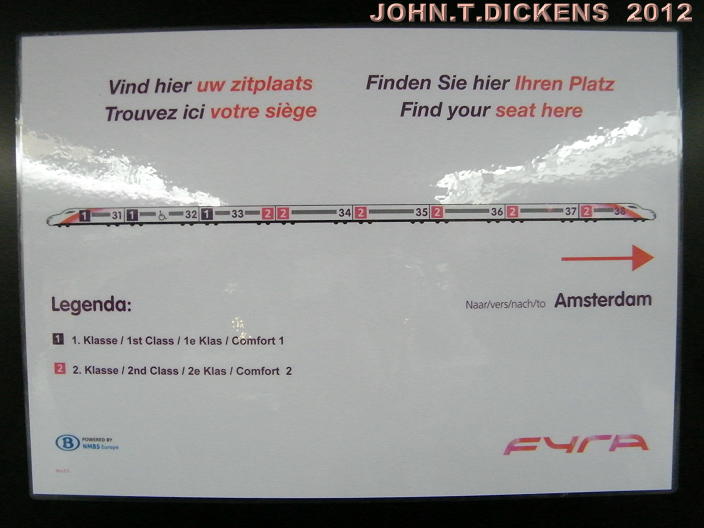 JOHN.T.DICKENS 2012
Vind hier uw zitplaats
Trouvez ici votre siège
Finden Sie hier Ihren Platz
Find your seat here
1 31 1 32 1 33 2 2 34 2 35 2 36 2 37 2 38
Naar/vers/nach/to Amsterdam
Legenda:
1 1. Klasse / 1st Class / 1e Klas / Comfort 1
2 2. Klasse / 2nd Class / 2e Klas / Comfort 2
B POWERED BY
NMBS Europe
FYRA